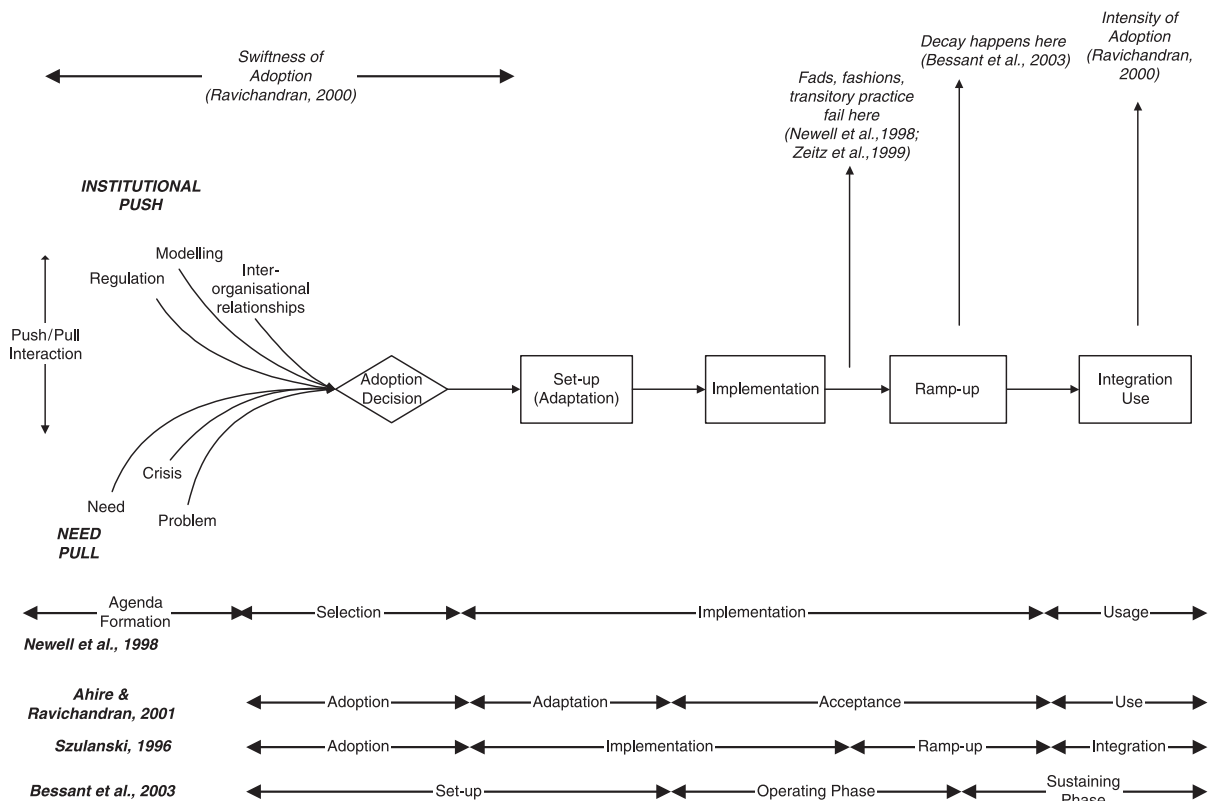 Swiftness of
Adoption
(Ravichandran, 2000)
Fads, fashions,
transitory practice
fail here
(Newell et al.,1998;
Zeitz et al.,1999)
Decay happens here
(Bessant et al., 2003)
Intensity of
Adoption
(Ravichandran,
2000)
INSTITUTIONAL
PUSH
Modelling
Regulation
Inter-
organisational
relationships
Push/Pull
Interaction
Adoption
Decision
Set-up
(Adaptation)
Implementation
Ramp-up
Integration
Use
Crisis
Need
Problem
NEED
PULL
Agenda
Formation
Selection
Implementation
Usage
Newell et al., 1998
Ahire &
Ravichandran, 2001
Adoption
Adaptation
Acceptance
Use
Szulanski, 1996
Adoption
Implementation
Ramp-up
Integration
Bessant et al., 2003
Set-up
Operating Phase
Sustaining
Phase